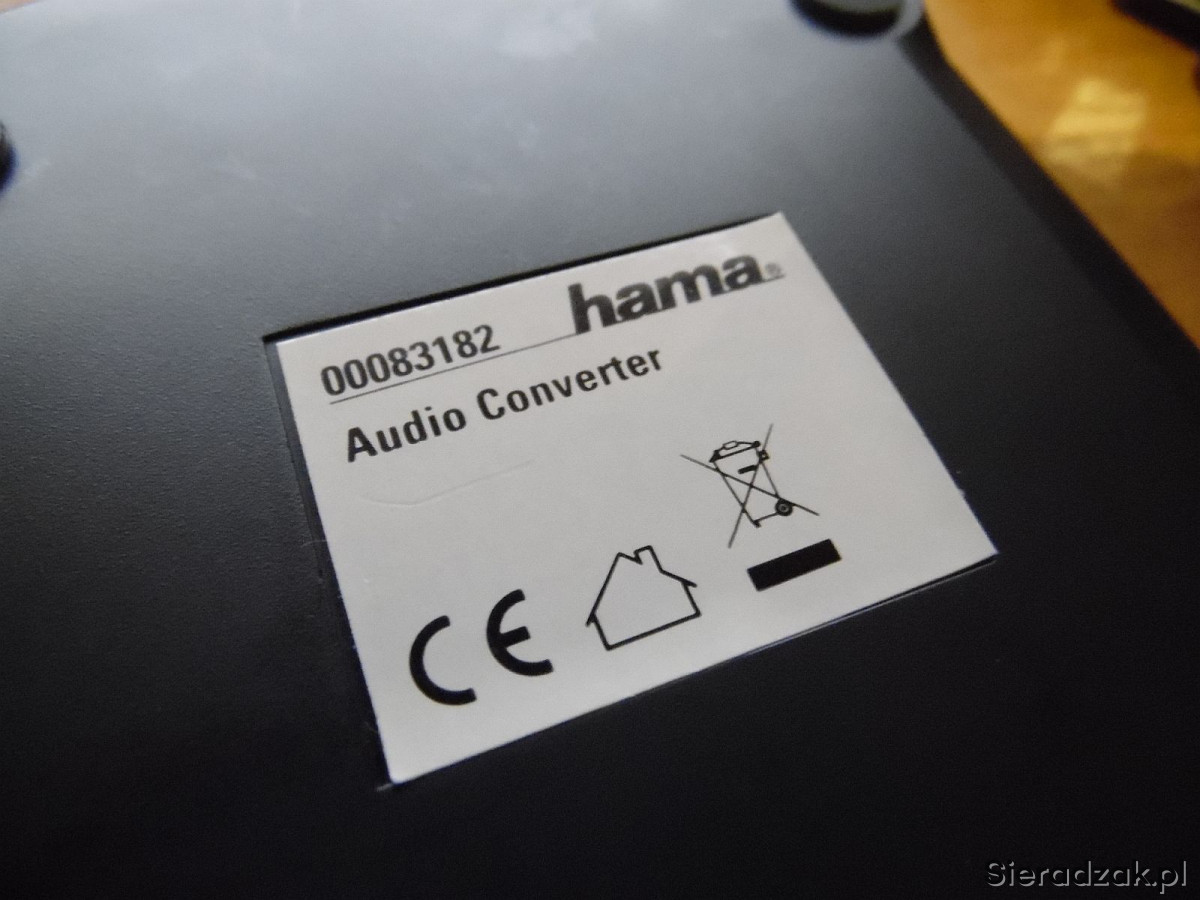 hama®
00083182
Audio Converter
CE
Sieradzak.pl